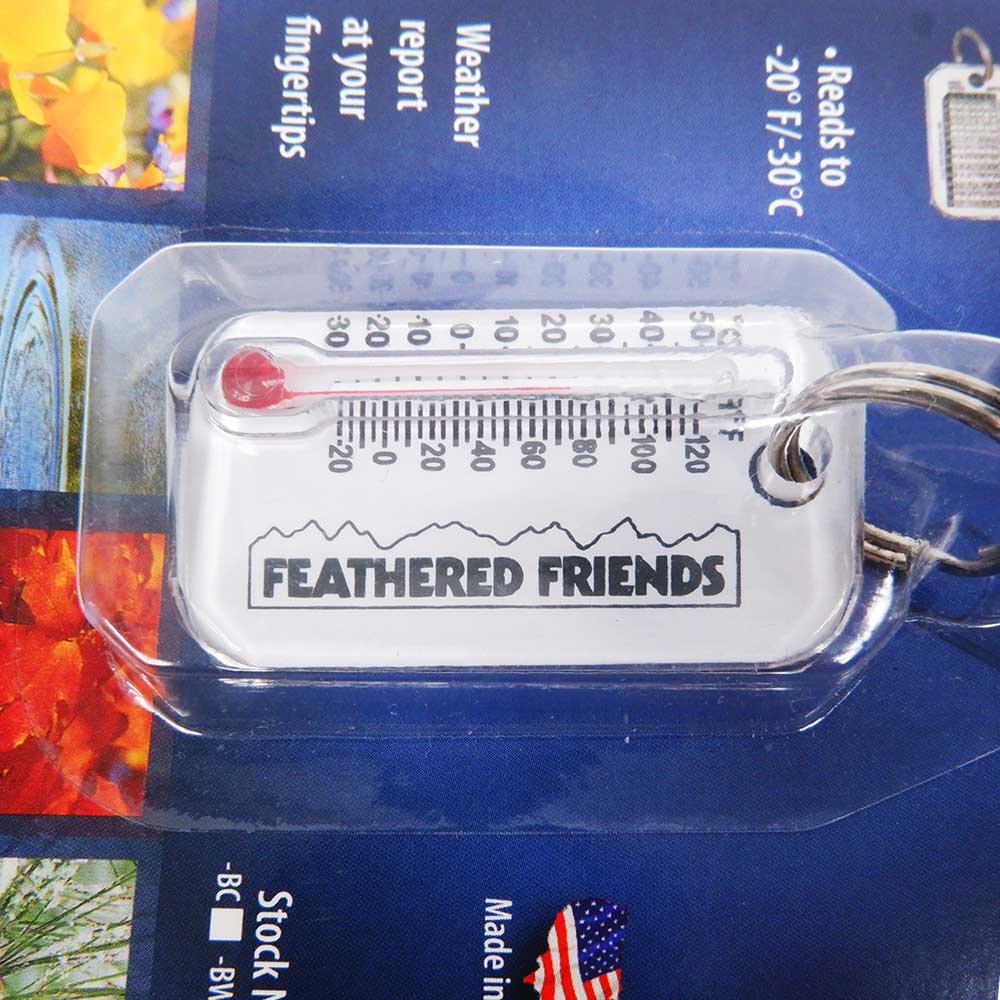 Weather
report
at your
fingertips
• Reads to
-20°F/-30°C
-30 -20 -10 0 10 20 30 40 50 °C
-20 0 20 40 60 80 100 120 °F
FEATHERED FRIENDS
Made in
Stock
-BC -BW